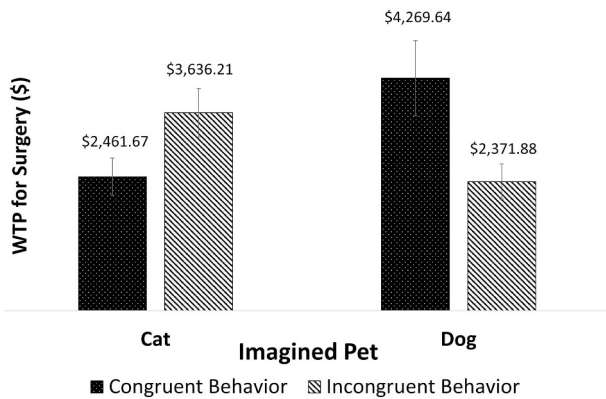 $4,269.64
$3,636.21
$2,461.67
$2,371.88
WTP for Surgery ($)
Cat
Dog
Imagined Pet
Congruent Behavior
Incongruent Behavior